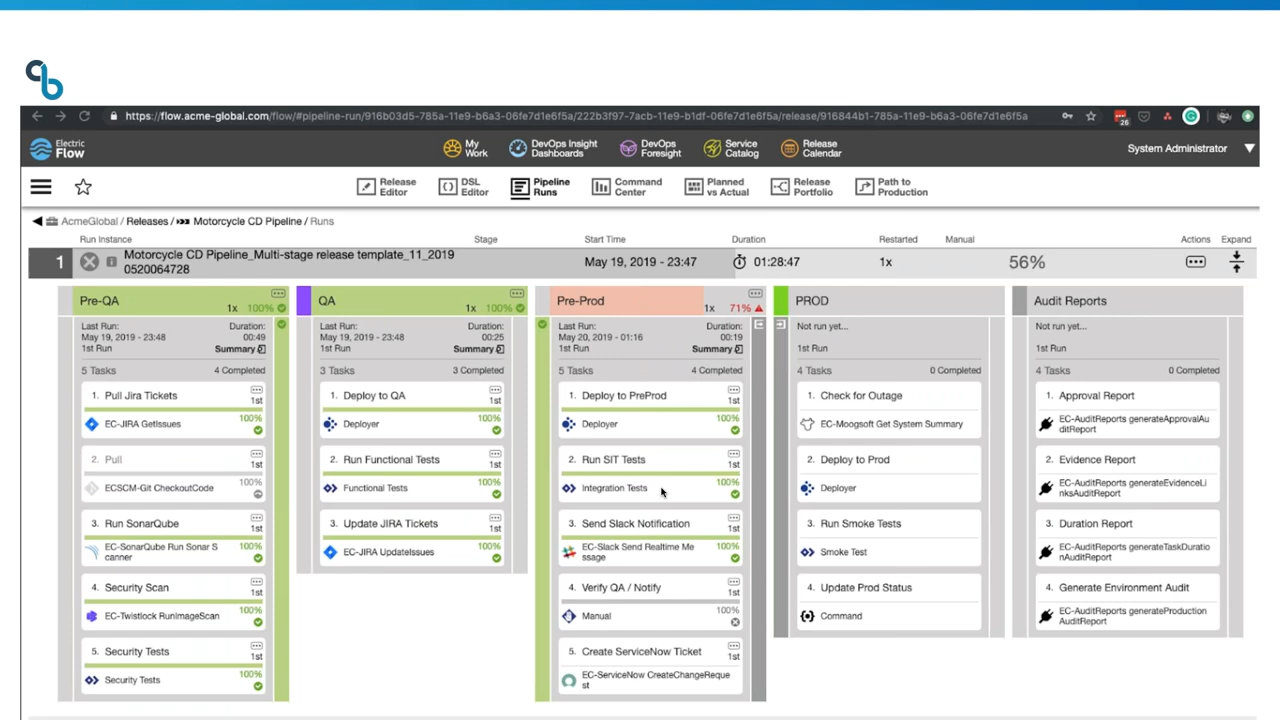 https://flow.acme-global.com/flow/#pipeline-run/916b03d5-785a-11e9-b6a3-06fe7d1e6f5a/222b3f97-7acb-11e9-b1df-06fe7d1e6f5a/release/916844b1-785a-11e9-b6a3-06fe7d1e6f5a
26
Electric Flow
My Work
DevOps Insight Dashboards
DevOps Foresight
Service Catalog
Release Calendar
System Administrator
Release Editor
DSL Editor
Pipeline Runs
Command Center
Planned vs Actual
Release Portfolio
Path to Production
AcmeGlobal / Releases / Motorcycle CD Pipeline / Runs
Run Instance Stage Start Time Duration Restarted Manual Actions Expand
1 Motorcycle CD Pipeline_Multi-stage release template_11_2019
0520064728
May 19, 2019 - 23:47 01:28:47 1x 56%
Pre-QA
1x 100%
Last Run: Duration:
May 19, 2019 - 23:48 00:49
1st Run Summary
5 Tasks 4 Completed
1. Pull Jira Tickets 1st
EC-JIRA GetIssues 100%
2. Pull 1st
ECSCM-Git CheckoutCode 100%
3. Run SonarQube 1st
EC-SonarQube Run Sonar S
canner 100%
4. Security Scan 1st
EC-Twistlock RunImageScan 100%
5. Security Tests 1st
Security Tests 100%
QA
1x 100%
Last Run: Duration:
May 19, 2019 - 23:48 00:25
1st Run Summary
3 Tasks 3 Completed
1. Deploy to QA 1st
Deployer 100%
2. Run Functional Tests 1st
Functional Tests 100%
3. Update JIRA Tickets 1st
EC-JIRA UpdateIssues 100%
Pre-Prod
1x 71%
Last Run: Duration:
May 20, 2019 - 01:16 00:19
1st Run Summary
5 Tasks 4 Completed
1. Deploy to PreProd 1st
Deployer 100%
2. Run SIT Tests 1st
Integration Tests 100%
3. Send Slack Notification 1st
EC-Slack Send Realtime Me
ssage 100%
4. Verify QA / Notify 1st
Manual 100%
5. Create ServiceNow Ticket 1st
EC-ServiceNow CreateChangeReque
st
PROD
Not run yet...
1st Run
4 Tasks 0 Completed
1. Check for Outage
EC-Moogsoft Get System Summary
2. Deploy to Prod
Deployer
3. Run Smoke Tests
Smoke Test
4. Update Prod Status
Command
Audit Reports
Not run yet...
1st Run
4 Tasks 0 Completed
1. Approval Report
EC-AuditReports generateApprovalAu
ditReport
2. Evidence Report
EC-AuditReports generateEvidenceLi
nksAuditReport
3. Duration Report
EC-AuditReports generateTaskDuratio
nAuditReport
4. Generate Environment Audit
EC-AuditReports generateProduction
AuditReport